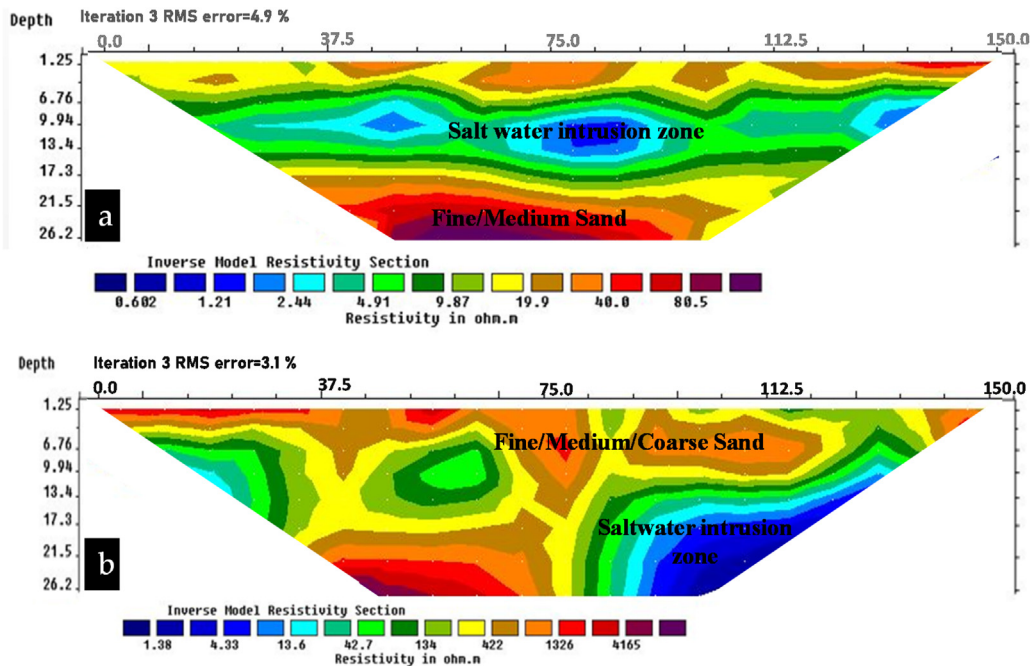 Depth
Iteration 3 RMS error=4.9 %
0.0 37.5 75.0 112.5 150.0
1.25
6.76
9.94
13.4
17.3
21.5
26.2
Salt water intrusion zone
Fine/Medium Sand
a
Inverse Model Resistivity Section
0.602 1.21 2.44 4.91 9.87 19.9 40.0 80.5
Resistivity in ohm.m
Depth
Iteration 3 RMS error=3.1 %
0.0 37.5 75.0 112.5 150.0
1.25
6.76
9.94
13.4
17.3
21.5
26.2
Fine/Medium/Coarse Sand
Saltwater intrusion
zone
b
Inverse Model Resistivity Section
1.38 4.33 13.6 42.7 134 422 1326 4165
Resistivity in ohm.m